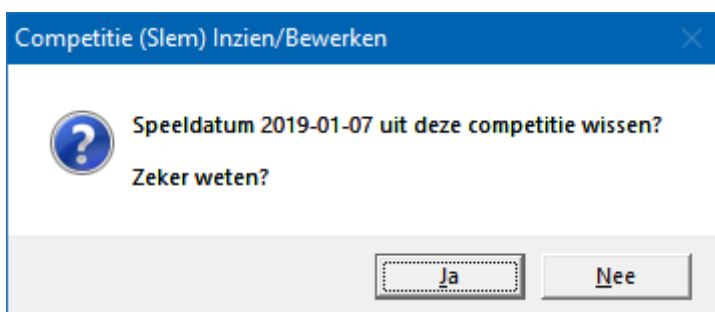 Competitie (Slem) Inzien/Bewerken
?
Speeldatum 2019-01-07 uit deze competitie wissen?
Zeker weten?
Ja Nee